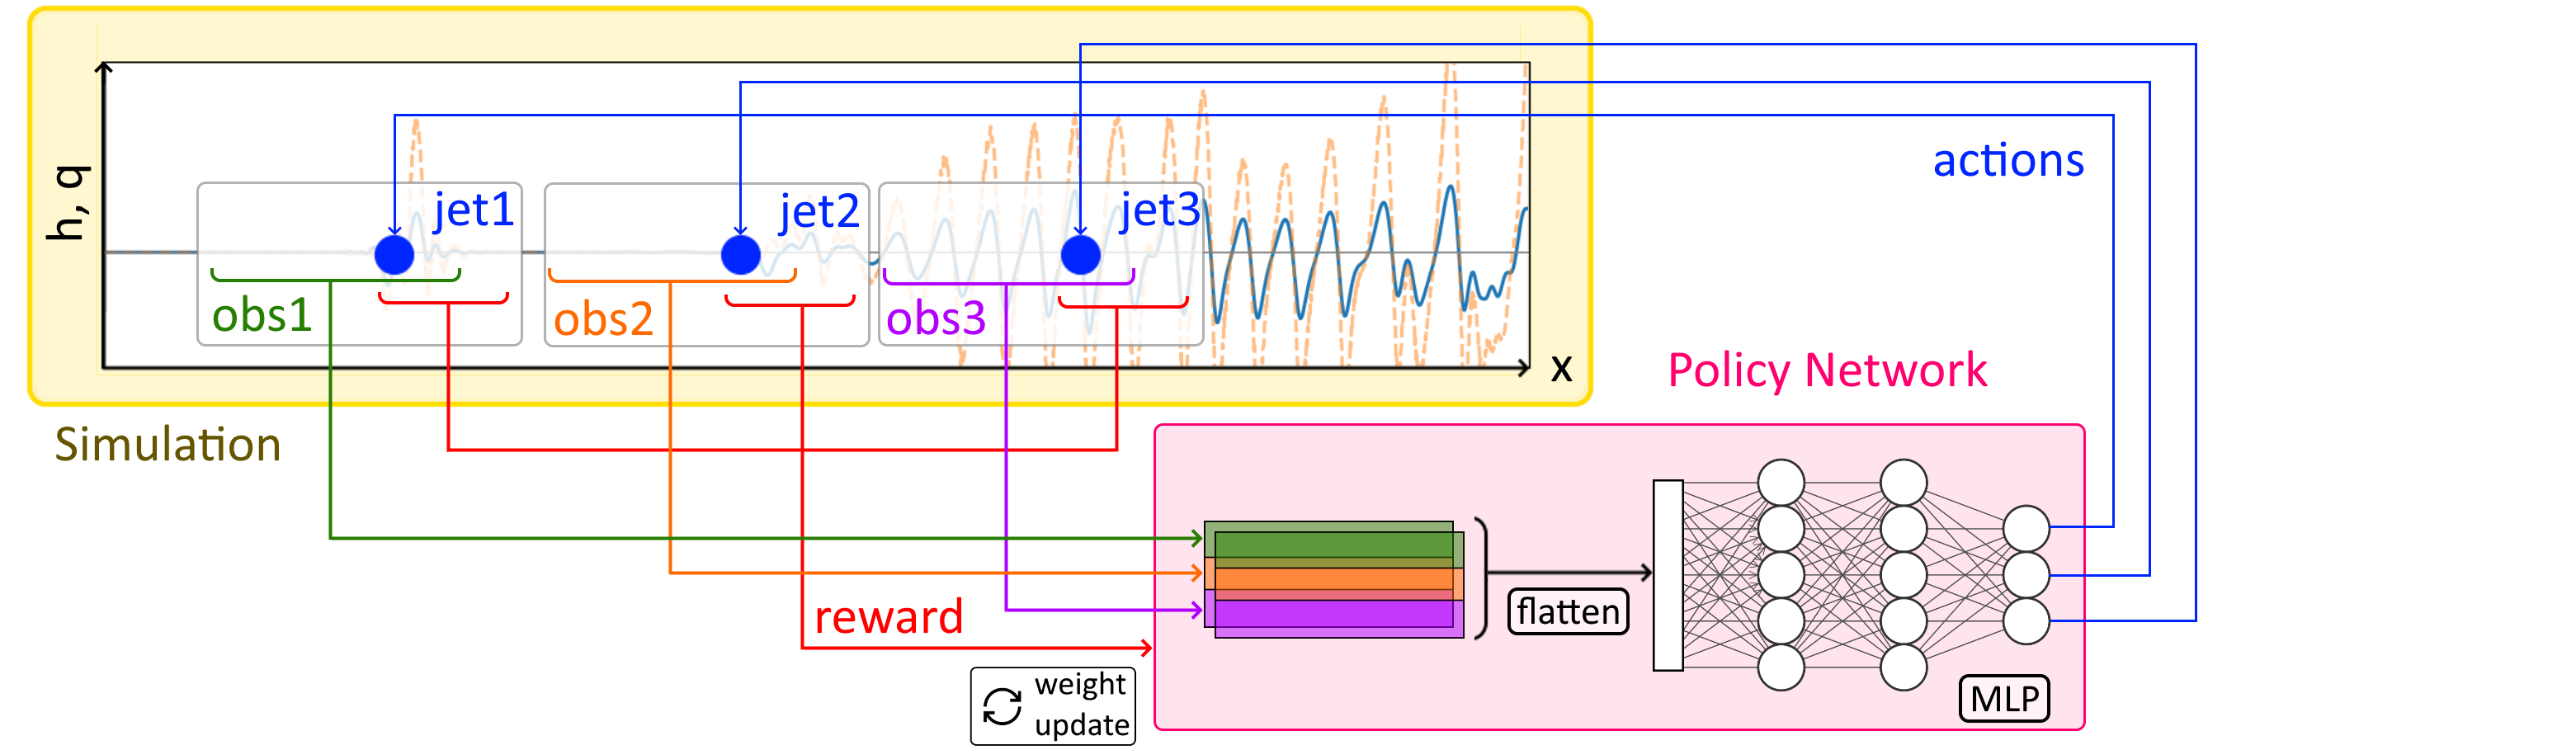 h, q
jet1
jet2
jet3
obs1
obs2
obs3
x
actions
Simulation
Policy Network
reward
flatten
weight
update
MLP